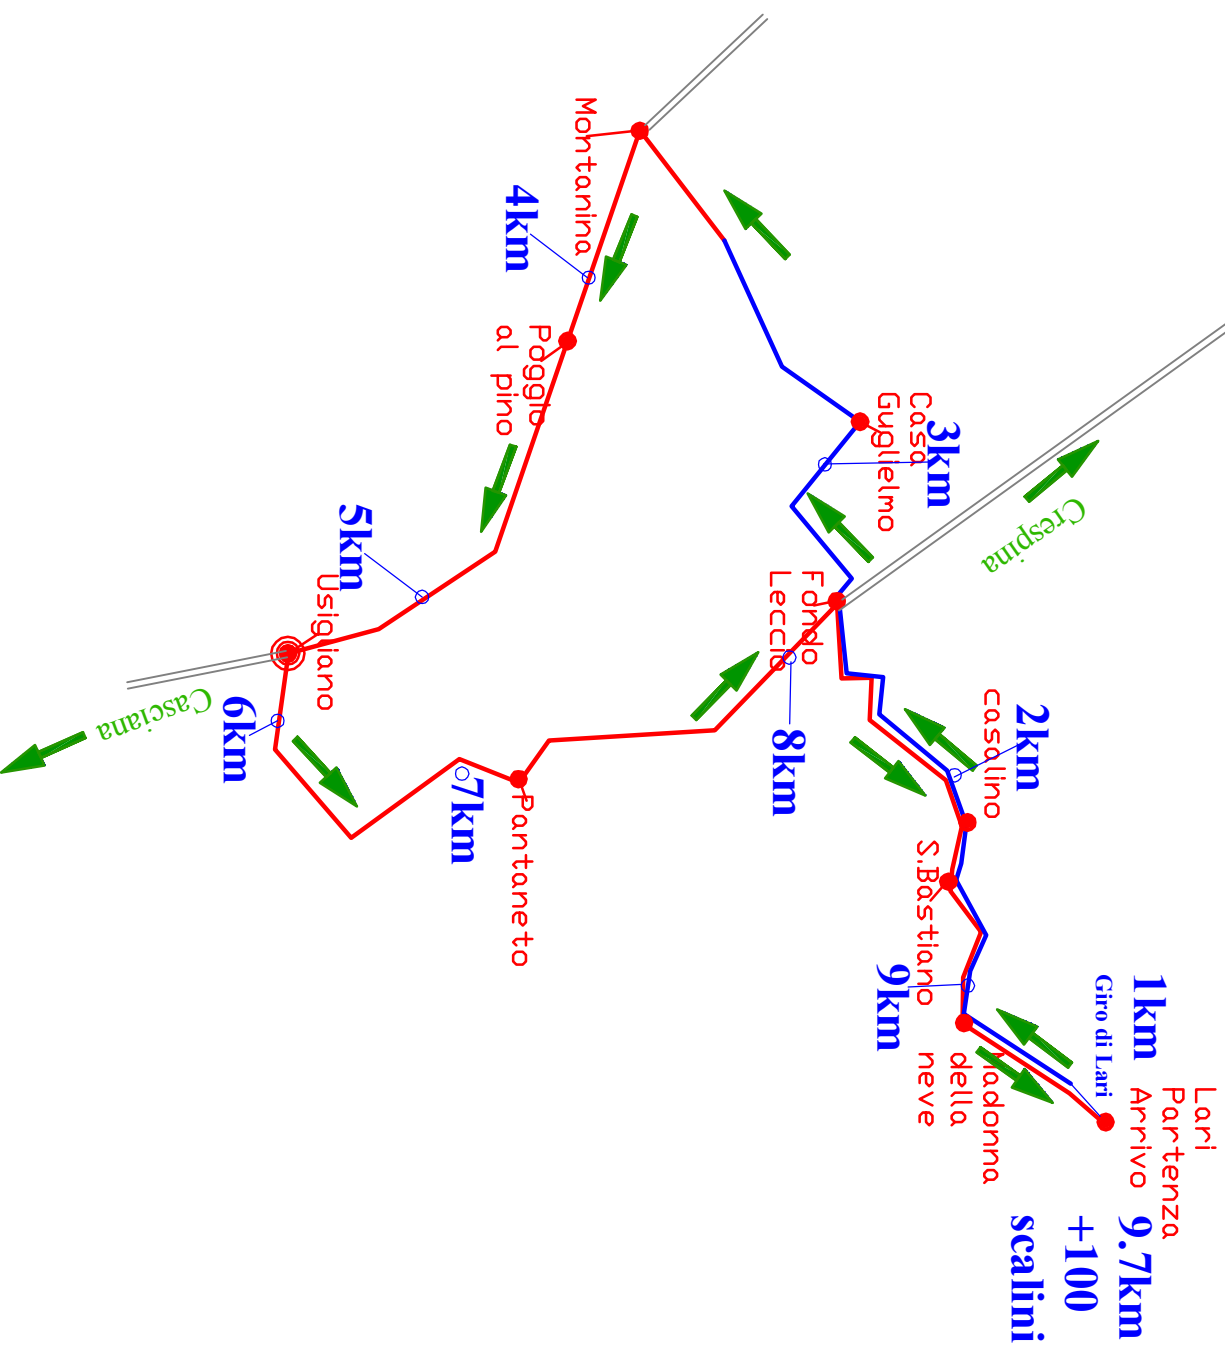 Montanina
4km
Poggio
al pino
Casa
Guglielmo
3km
Crespina
5km
Usigliano
Fondo
Leccio
Casciana
6km
casalino
2km
8km
7km
Pantaneto
S.Bastiano
9km
1km
Giro di Lari
Madonna
della
neve
Lari
Partenza
Arrivo
9.7km
+100
scalini